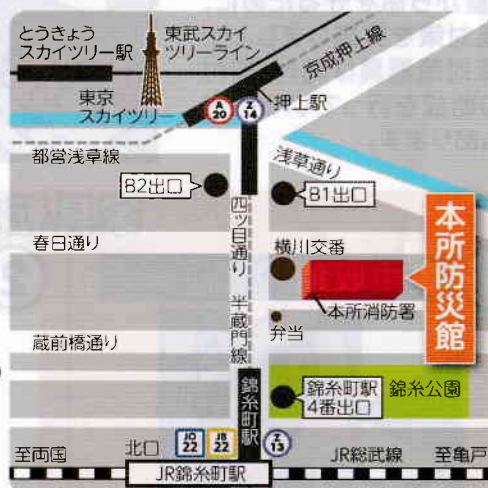 とうきょう
スカイツリー駅
東武スカイ
ツリーライン
京成押上線
東京
スカイツリー
A
20
Z
14
押上駅
都営浅草線
浅草通り
B2出口
B1出口
四ツ目通り
半蔵門線
春日通り
横川交番
本所防災館
本所消防署
蔵前橋通り
弁当
錦糸町駅
錦糸町駅
4番出口
錦糸公園
至両国
北口
JO
22
JB
22
Z
13
JR総武線
至亀戸
JR錦糸町駅